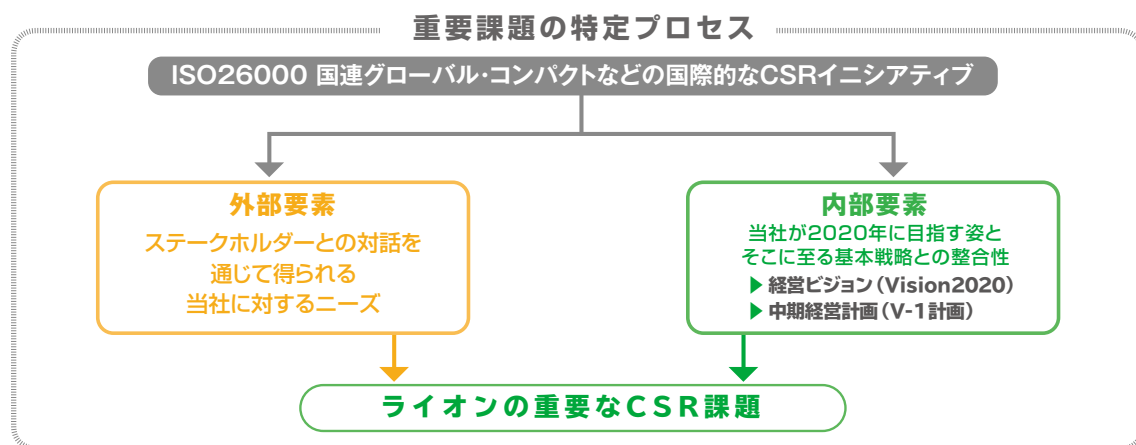 重要課題の特定プロセス
ISO26000 国連グローバル・コンパクトなどの国際的なCSRイニシアティブ
外部要素
ステークホルダーとの対話を
通じて得られる
当社に対するニーズ
内部要素
当社が2020年に目指す姿と
そこに至る基本戦略との整合性
▶ 経営ビジョン(Vision2020)
▶ 中期経営計画(V-1計画)
ライオンの重要なCSR課題